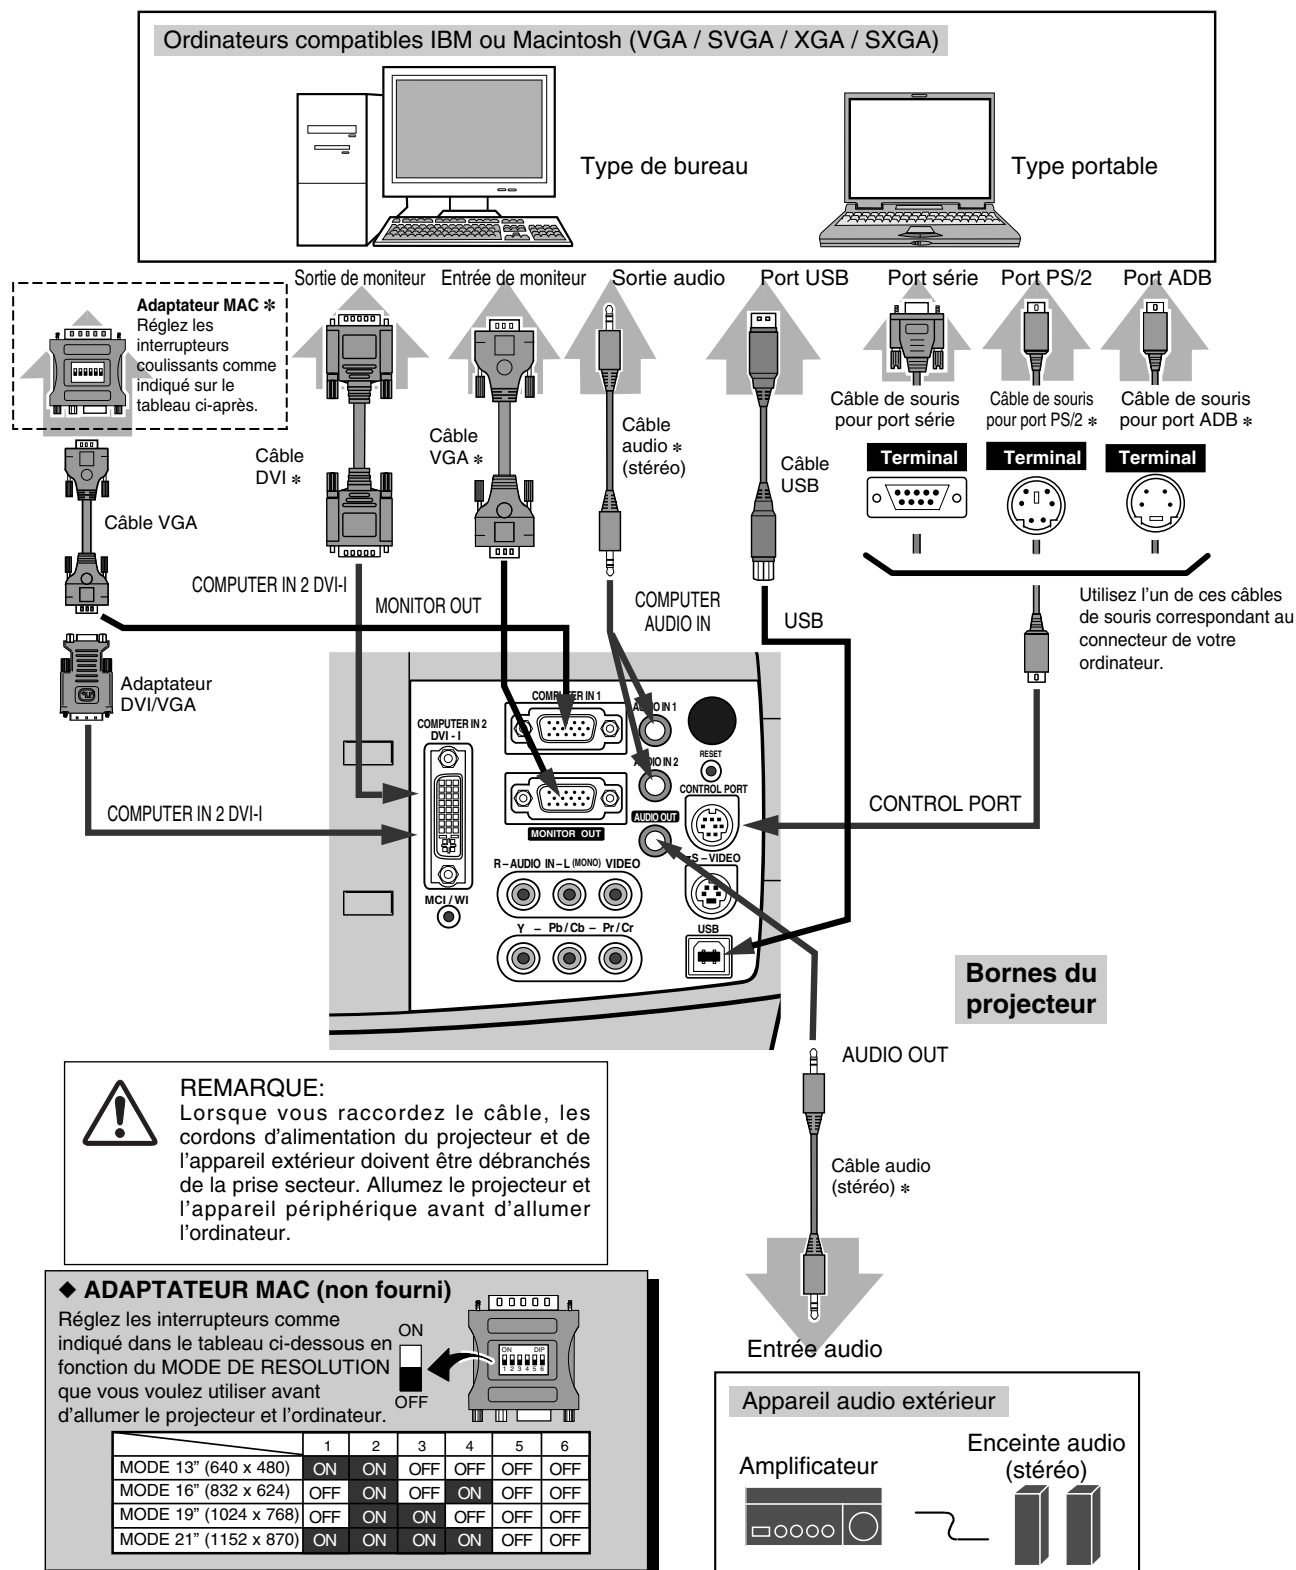 Ordinateurs compatibles IBM ou Macintosh (VGA / SVGA / XGA / SXGA)
Type de bureau
Type portable
Sortie de moniteur
Entrée de moniteur
Sortie audio
Port USB
Port série
Port PS/2
Port ADB
Adaptateur MAC ✻
Réglez les
interrupteurs
coulissants comme
indiqué sur le
tableau ci-après.
Câble VGA
Câble
DVI ✻
Câble
VGA ✻
Câble
audio ✻
(stéréo)
Câble
USB
Câble de souris
pour port série
Câble de souris
pour port PS/2 ✻
Câble de souris
pour port ADB ✻
Terminal
Terminal
Terminal
COMPUTER IN 2 DVI-I
MONITOR OUT
COMPUTER
AUDIO IN
USB
Utilisez l’un de ces câbles
de souris correspondant au
connecteur de votre
ordinateur.
Adaptateur
DVI/VGA
COMPUTER IN 2 DVI-I
CONTROL PORT
COMPUTER IN 1
AUDIO IN 1
COMPUTER IN 2
DVI - I
RESET
AUDIO IN 2
CONTROL PORT
AUDIO OUT
MONITOR OUT
S – VIDEO
R – AUDIO IN – L (MONO) VIDEO
MCI / WI
Y – Pb / Cb – Pr / Cr
USB
Bornes du
projecteur
AUDIO OUT
Câble audio
(stéréo) ✻
Entrée audio
REMARQUE:
Lorsque vous raccordez le câble, les
cordons d’alimentation du projecteur et de
l’appareil extérieur doivent être débranchés
de la prise secteur. Allumez le projecteur et
l’appareil périphérique avant d’allumer
l’ordinateur.
◆ ADAPTATEUR MAC (non fourni)
Réglez les interrupteurs comme
indiqué dans le tableau ci-dessous en
fonction du MODE DE RESOLUTION
que vous voulez utiliser avant
d’allumer le projecteur et l’ordinateur.
ON
OFF
ON DIP
1 2 3 4 5 6
1 2 3 4 5 6
MODE 13” (640 x 480) ON ON OFF OFF OFF OFF
MODE 16” (832 x 624) OFF ON OFF ON OFF OFF
MODE 19” (1024 x 768) OFF ON ON OFF OFF OFF
MODE 21” (1152 x 870) ON ON ON ON OFF OFF
Appareil audio extérieur
Amplificateur
Enceinte audio
(stéréo)